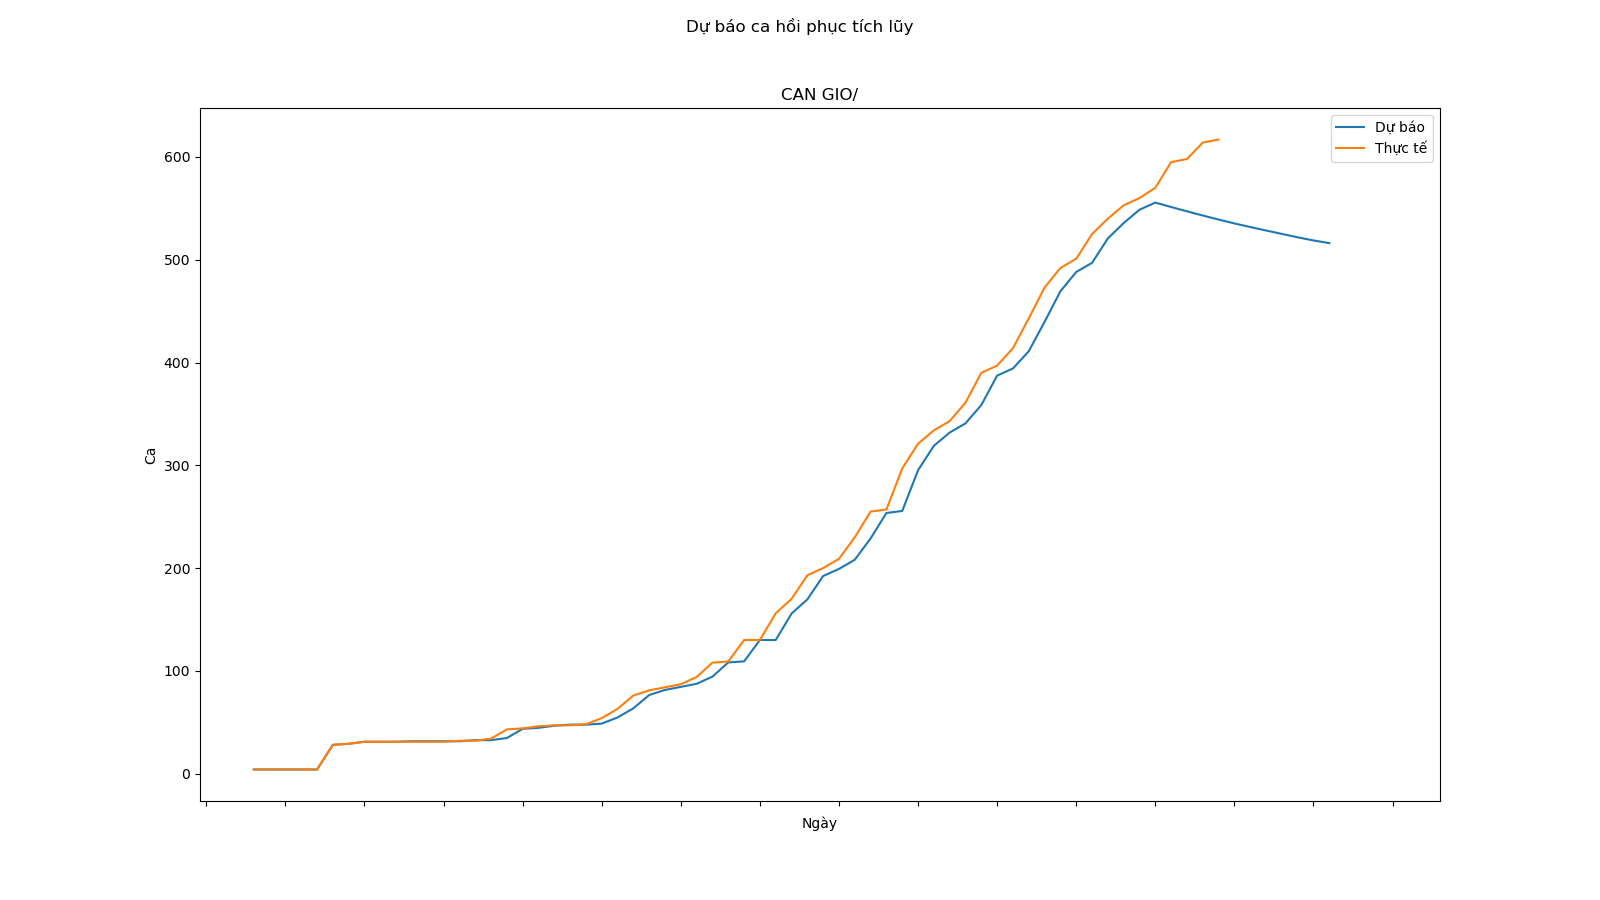 Dự báo ca hồi phục tích lũy
CAN GIO/
Dự báo
Thực tế
600
500
400
300
200
100
0
Ca
Ngày